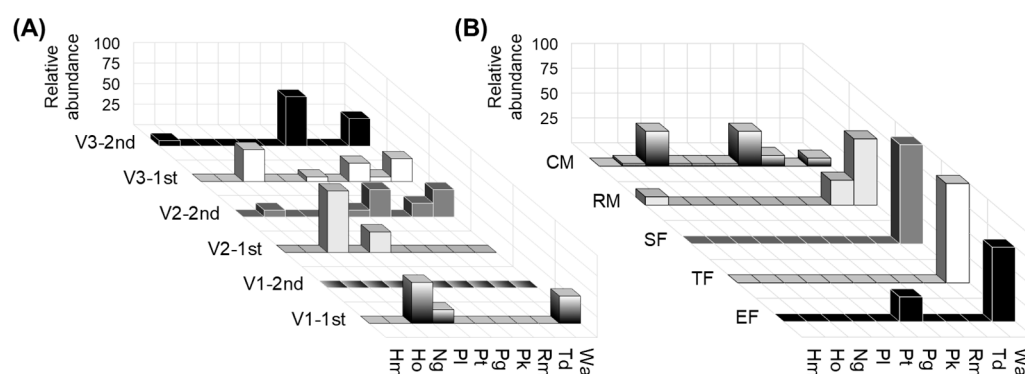 (A)
Relative
abundance
100
75
50
25
V3-2nd
V3-1st
V2-2nd
V2-1st
V1-2nd
V1-1st
Hm
Ho
Ng
Pl
Pt
Pg
Pk
Rm
Td
Wa
(B)
Relative
abundance
100
75
50
25
CM
RM
SF
TF
EF
Hm
Ho
Ng
Pl
Pt
Pg
Pk
Rm
Td
Wa